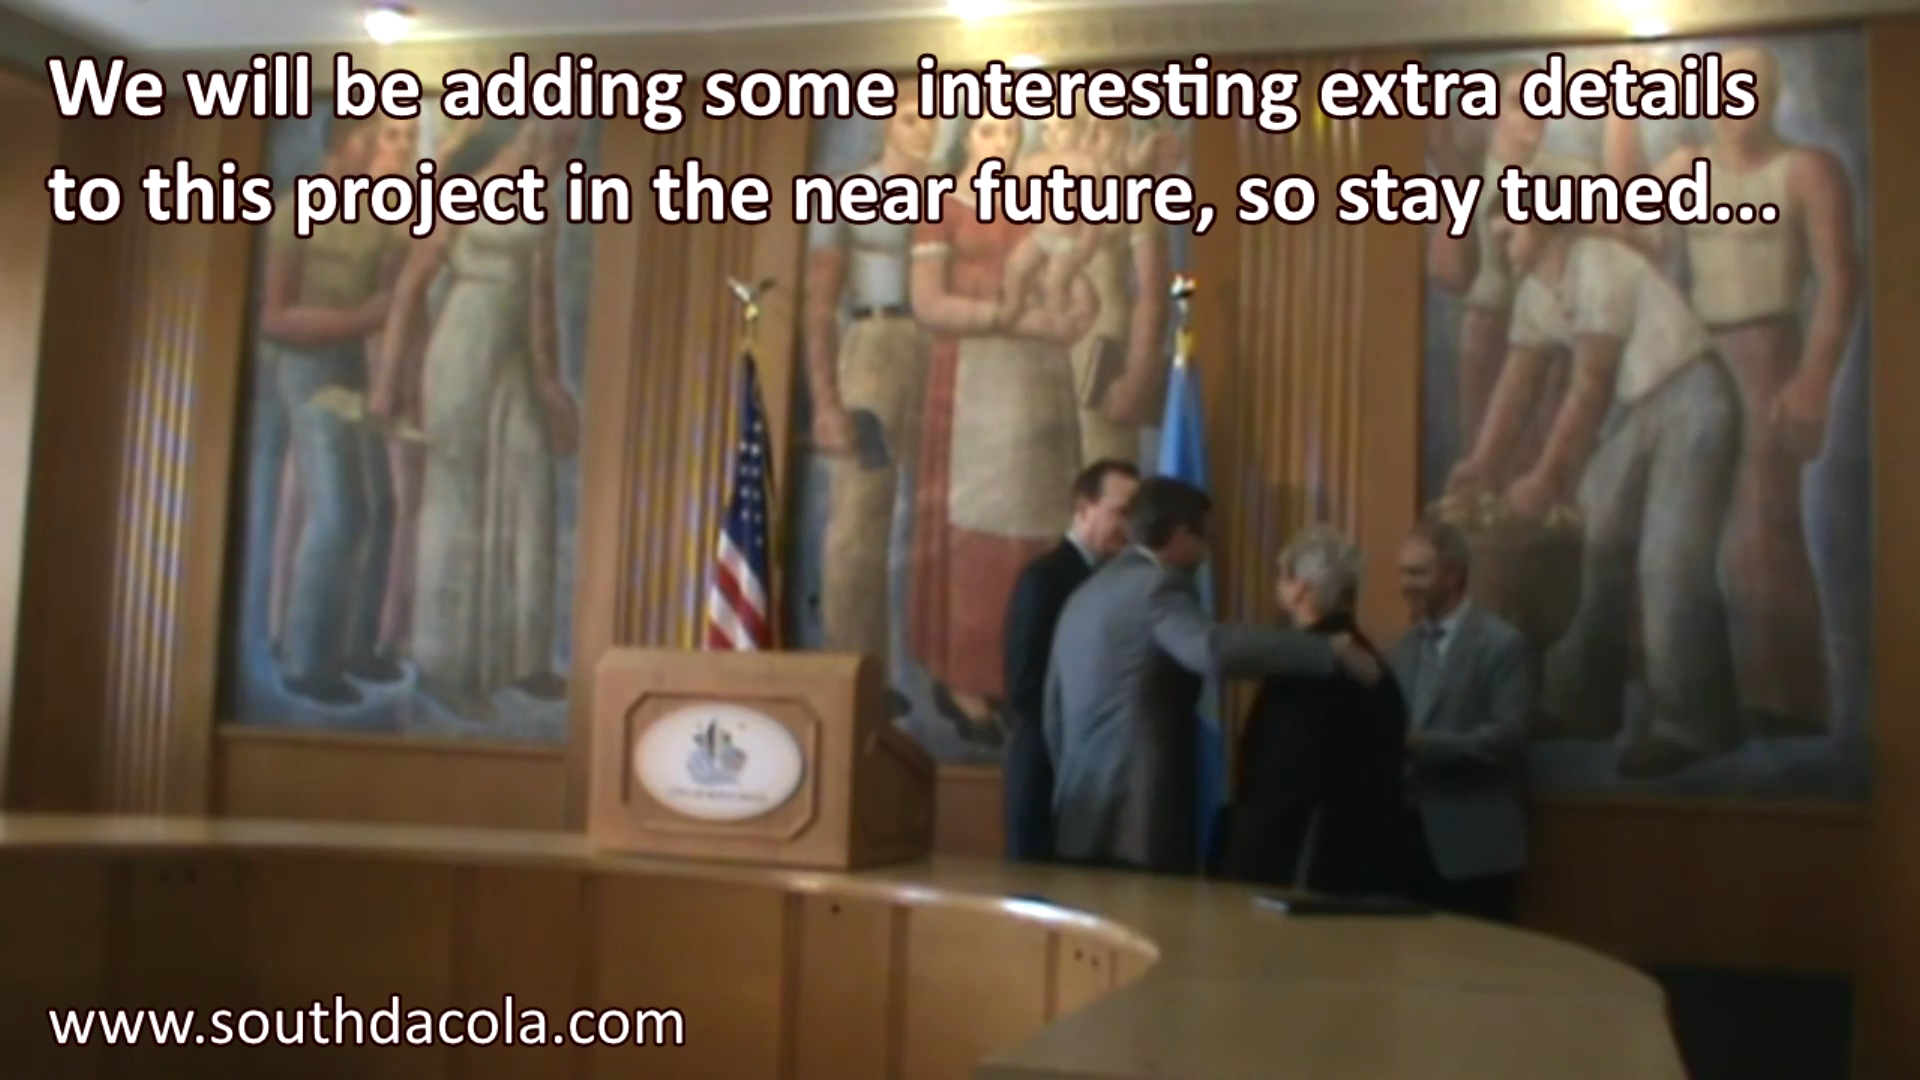 We will be adding some interesting extra details
to this project in the near future, so stay tuned...
www.southdacola.com